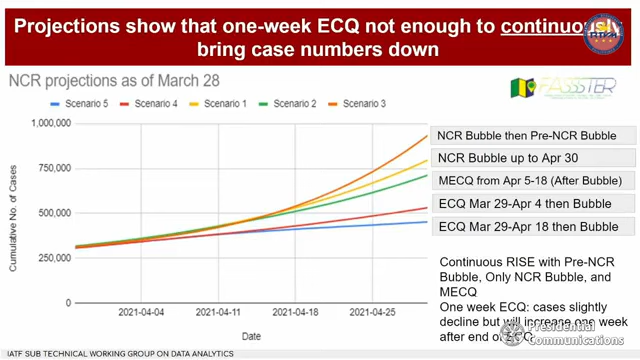 Projections show that one-week ECQ not enough to continuously
bring case numbers down
NCR projections as of March 28
FASSSTER
Scenario 5 Scenario 4 Scenario 1 Scenario 2 Scenario 3
1,000,000
750,000
500,000
250,000
0
Cumulative No. of Cases
2021-04-04 2021-04-11 2021-04-18 2021-04-25
Date
NCR Bubble then Pre-NCR Bubble
NCR Bubble up to Apr 30
MECQ from Apr 5-18 (After Bubble)
ECQ Mar 29-Apr 4 then Bubble
ECQ Mar 29-Apr 18 then Bubble
Continuous RISE with Pre-NCR
Bubble, Only NCR Bubble, and
MECQ
One week ECQ: cases slightly
decline but will increase one week
after end of ECQ
Presidential
Communications
IATF SUB TECHNICAL WORKING GROUP ON DATA ANALYTICS